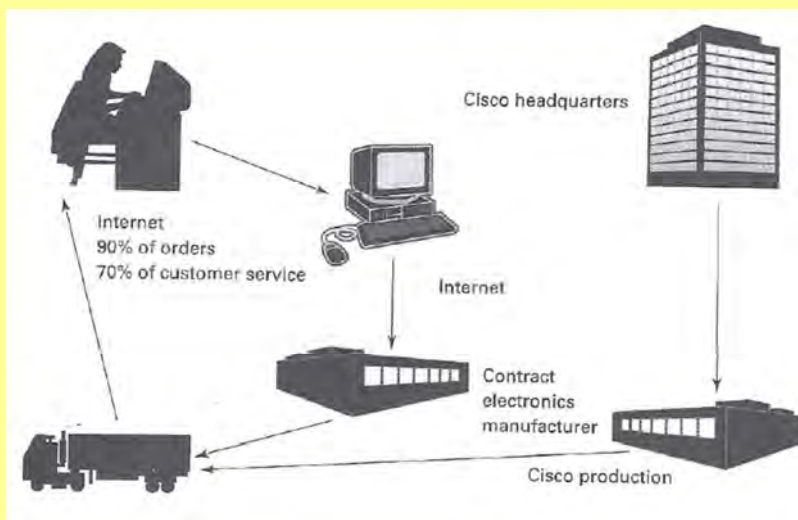 Cisco headquarters
Internet
90% of orders
70% of customer service
Internet
Contract
electronics
manufacturer
Cisco production